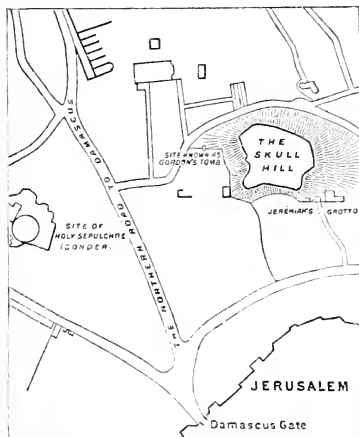 THE
SKULL
HILL
SITE KNOWN AS
GORDON'S TOMB
JEREMIAH'S GROTTO
THE NORTHERN ROAD TO DAMASCUS
SITE OF
HOLY SEPULCHRE
(CONDER)
JERUSALEM
Damascus Gate